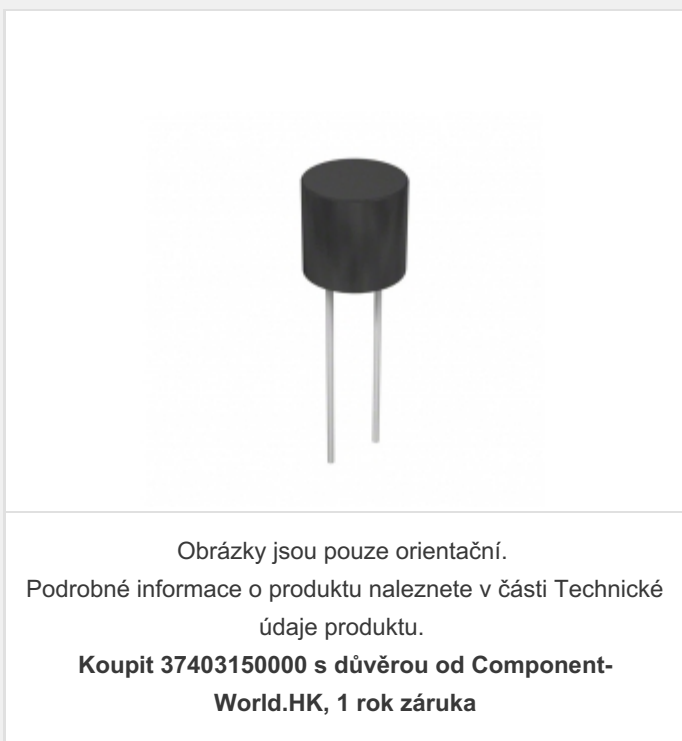 Obrázky jsou pouze orientační.
Podrobné informace o produktu naleznete v části Technické
údaje produktu.
Koupit 37403150000 s důvěrou od Component-
World.HK, 1 rok záruka